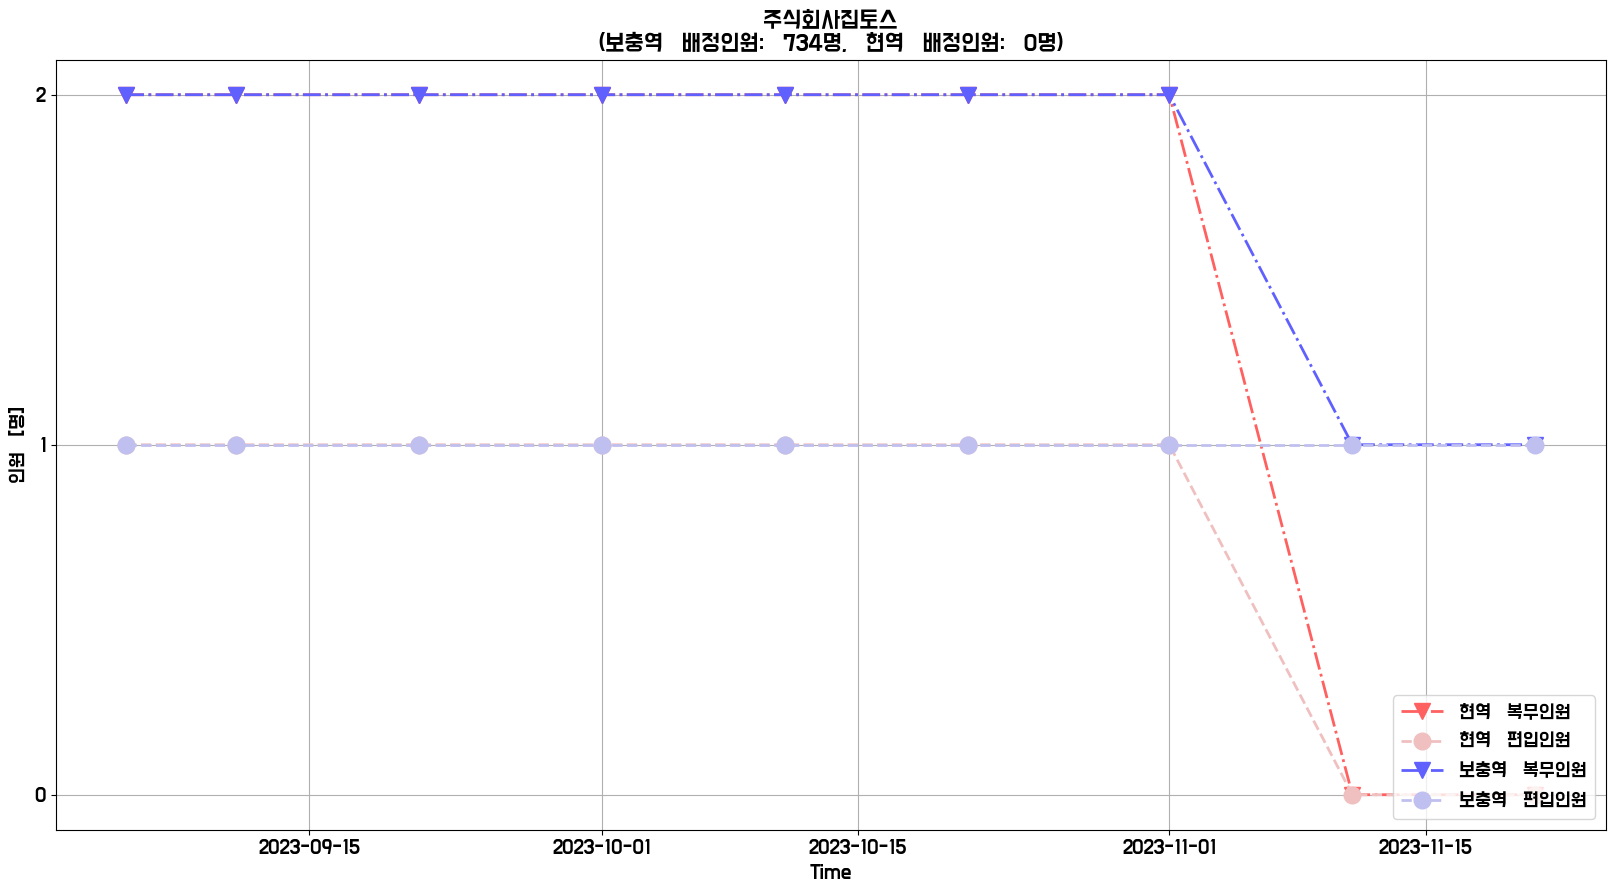 주식회사집토스
(보충역 배정인원: 734명, 현역 배정인원: 0명)
2
1
0
인원 [명]
2023-09-15
2023-10-01
2023-10-15
2023-11-01
2023-11-15
Time
현역 복무인원
현역 편입인원
보충역 복무인원
보충역 편입인원